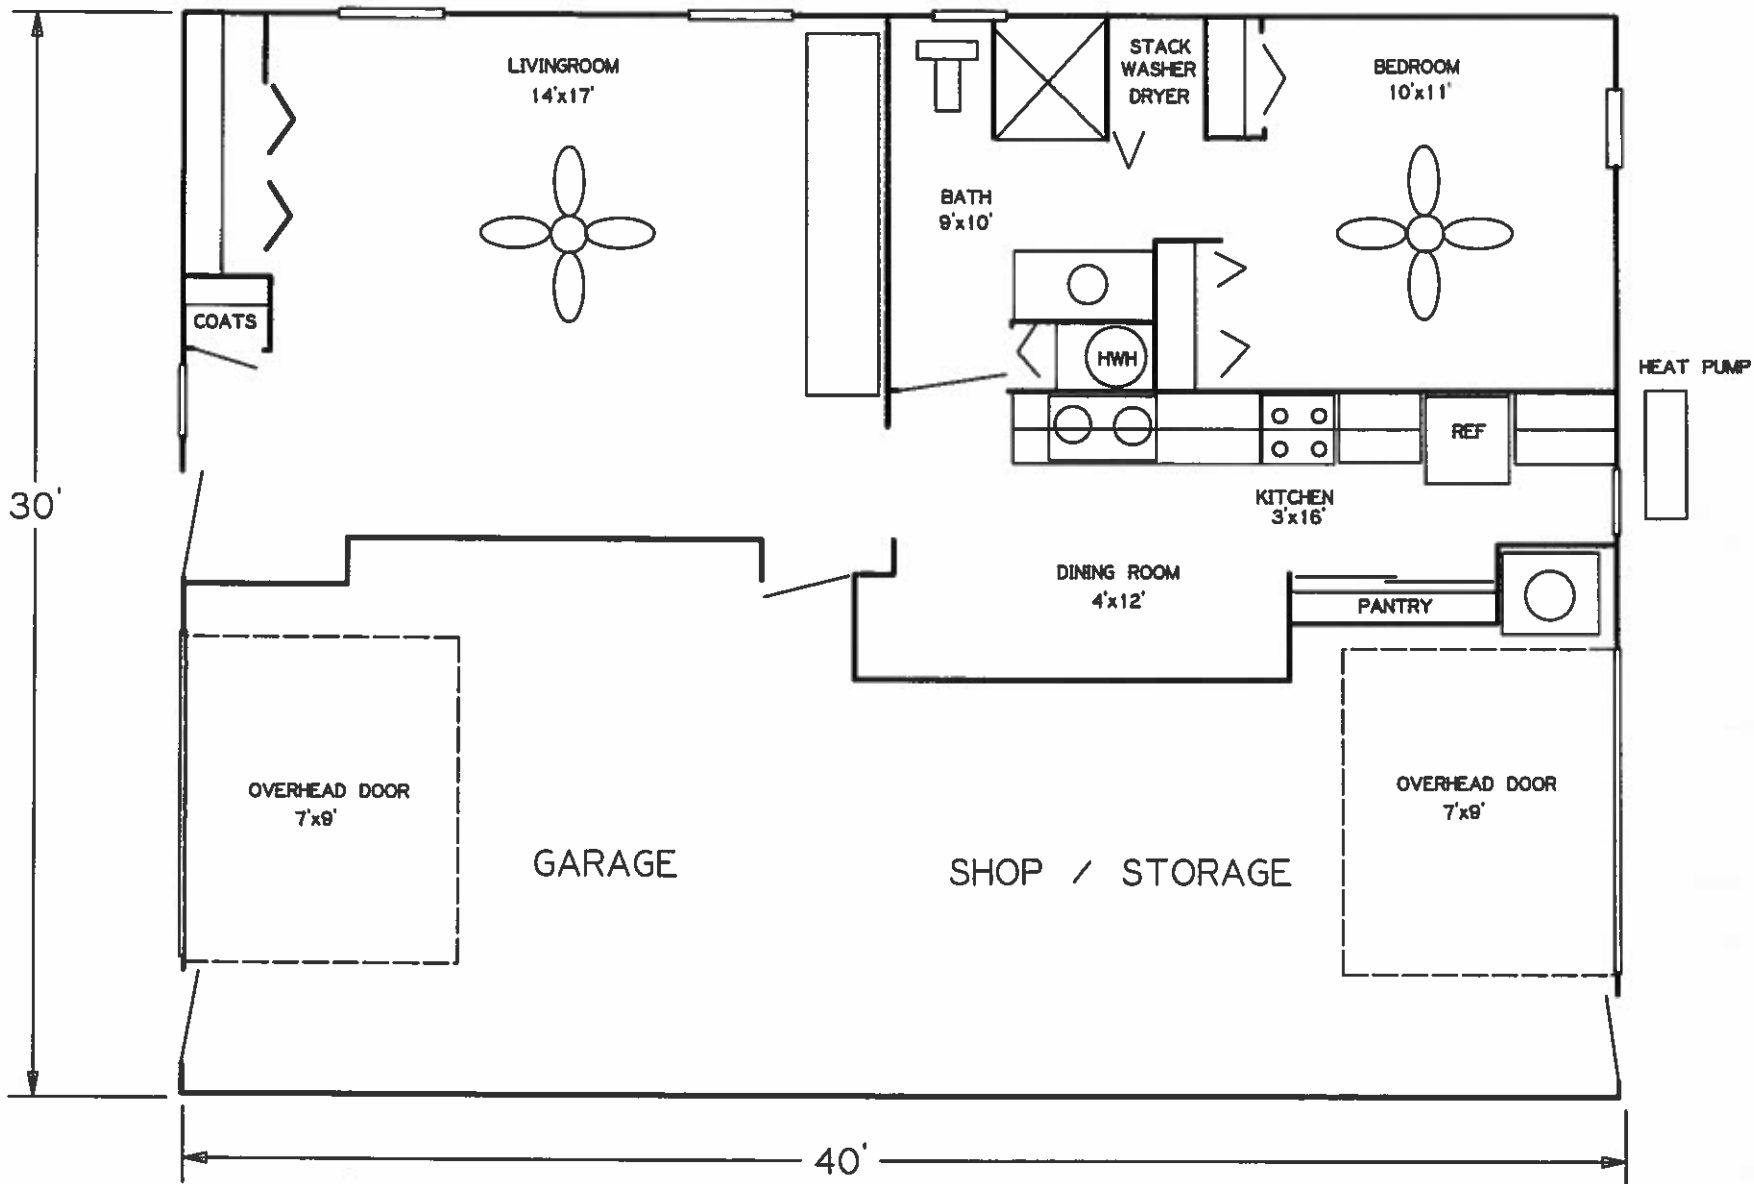 LIVINGROOM
14'x17'
STACK
WASHER
DRYER
BEDROOM
10'x11'
BATH
9'x10'
COATS
HWH
HEAT PUMP
REF
30'
KITCHEN
3'x16'
DINING ROOM
4'x12'
PANTRY
OVERHEAD DOOR
7'x9'
OVERHEAD DOOR
7'x9'
GARAGE
SHOP / STORAGE
40'